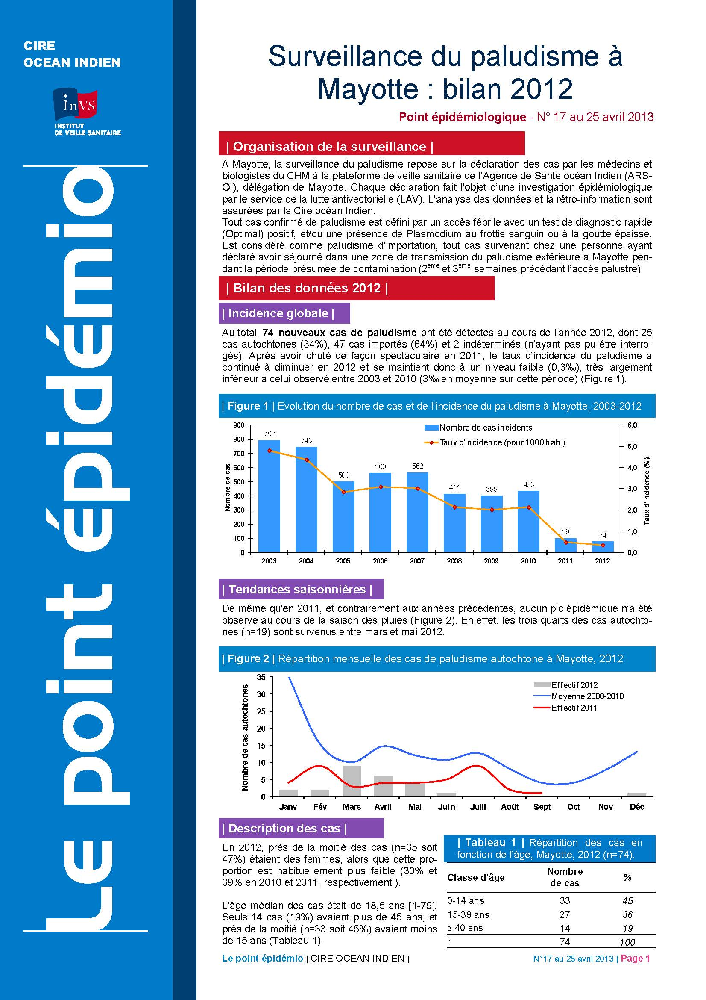 CIRE
OCEAN INDIEN
InVS
INSTITUT
DE VEILLE SANITAIRE
Le point épidémio
Surveillance du paludisme à
Mayotte : bilan 2012
Point épidémiologique - N° 17 au 25 avril 2013
| Organisation de la surveillance |
A Mayotte, la surveillance du paludisme repose sur la déclaration des cas par les médecins et
biologistes du CHM à la plateforme de veille sanitaire de l'Agence de Sante océan Indien (ARS-
OI), délégation de Mayotte. Chaque déclaration fait l'objet d'une investigation épidémiologique
par le service de la lutte antivectorielle (LAV). L'analyse des données et la rétro-information sont
assurées par la Cire océan Indien.
Tout cas confirmé de paludisme est défini par un accès fébrile avec un test de diagnostic rapide
(Optimal) positif, et/ou une présence de Plasmodium au frottis sanguin ou à la goutte épaisse.
Est considéré comme paludisme d'importation, tout cas survenant chez une personne ayant
déclaré avoir séjourné dans une zone de transmission du paludisme extérieure a Mayotte pen-
dant la période présumée de contamination (2eme et 3eme semaines précédant l'accès palustre).
| Bilan des données 2012 |
| Incidence globale |
Au total, 74 nouveaux cas de paludisme ont été détectés au cours de l'année 2012, dont 25
cas autochtones (34%), 47 cas importés (64%) et 2 indéterminés (n'ayant pas pu être interro-
gés). Après avoir chuté de façon spectaculaire en 2011, le taux d'incidence du paludisme a
continué à diminuer en 2012 et se maintient donc à un niveau faible (0,3‰), très largement
inférieur à celui observé entre 2003 et 2010 (3‰ en moyenne sur cette période) (Figure 1).
| Figure 1 | Evolution du nombre de cas et de l'incidence du paludisme à Mayotte, 2003-2012
Nombre de cas
900
800
700
600
500
400
300
200
100
0
792
743
500
560
562
411
399
433
99
74
Nombre de cas incidents
Taux d'incidence (pour 1000 hab.)
6,0
5,0
4,0
3,0
2,0
1,0
0,0
Taux d'incidence (‰)
2003 2004 2005 2006 2007 2008 2009 2010 2011 2012
| Tendances saisonnières |
De même qu'en 2011, et contrairement aux années précédentes, aucun pic épidémique n'a été
observé au cours de la saison des pluies (Figure 2). En effet, les trois quarts des cas autochto-
nes (n=19) sont survenus entre mars et mai 2012.
| Figure 2 | Répartition mensuelle des cas de paludisme autochtone à Mayotte, 2012
Nombre de cas autochtones
35
30
25
20
15
10
5
0
Effectif 2012
Moyenne 2008-2010
Effectif 2011
Janv Fév Mars Avril Mai Juin Juill Août Sept Oct Nov Déc
| Description des cas |
En 2012, près de la moitié des cas (n=35 soit
47%) étaient des femmes, alors que cette pro-
portion est habituellement plus faible (30% et
39% en 2010 et 2011, respectivement ).
L'âge médian des cas était de 18,5 ans [1-79].
Seuls 14 cas (19%) avaient plus de 45 ans, et
près de la moitié (n=33 soit 45%) avaient moins
de 15 ans (Tableau 1).
| Tableau 1 | Répartition des cas en
fonction de l'âge, Mayotte, 2012 (n=74).
Classe d'âge Nombre de cas %
0-14 ans 33 45
15-39 ans 27 36
≥ 40 ans 14 19
r 74 100
Le point épidémio | CIRE OCEAN INDIEN |
N°17 au 25 avril 2013 | Page 1